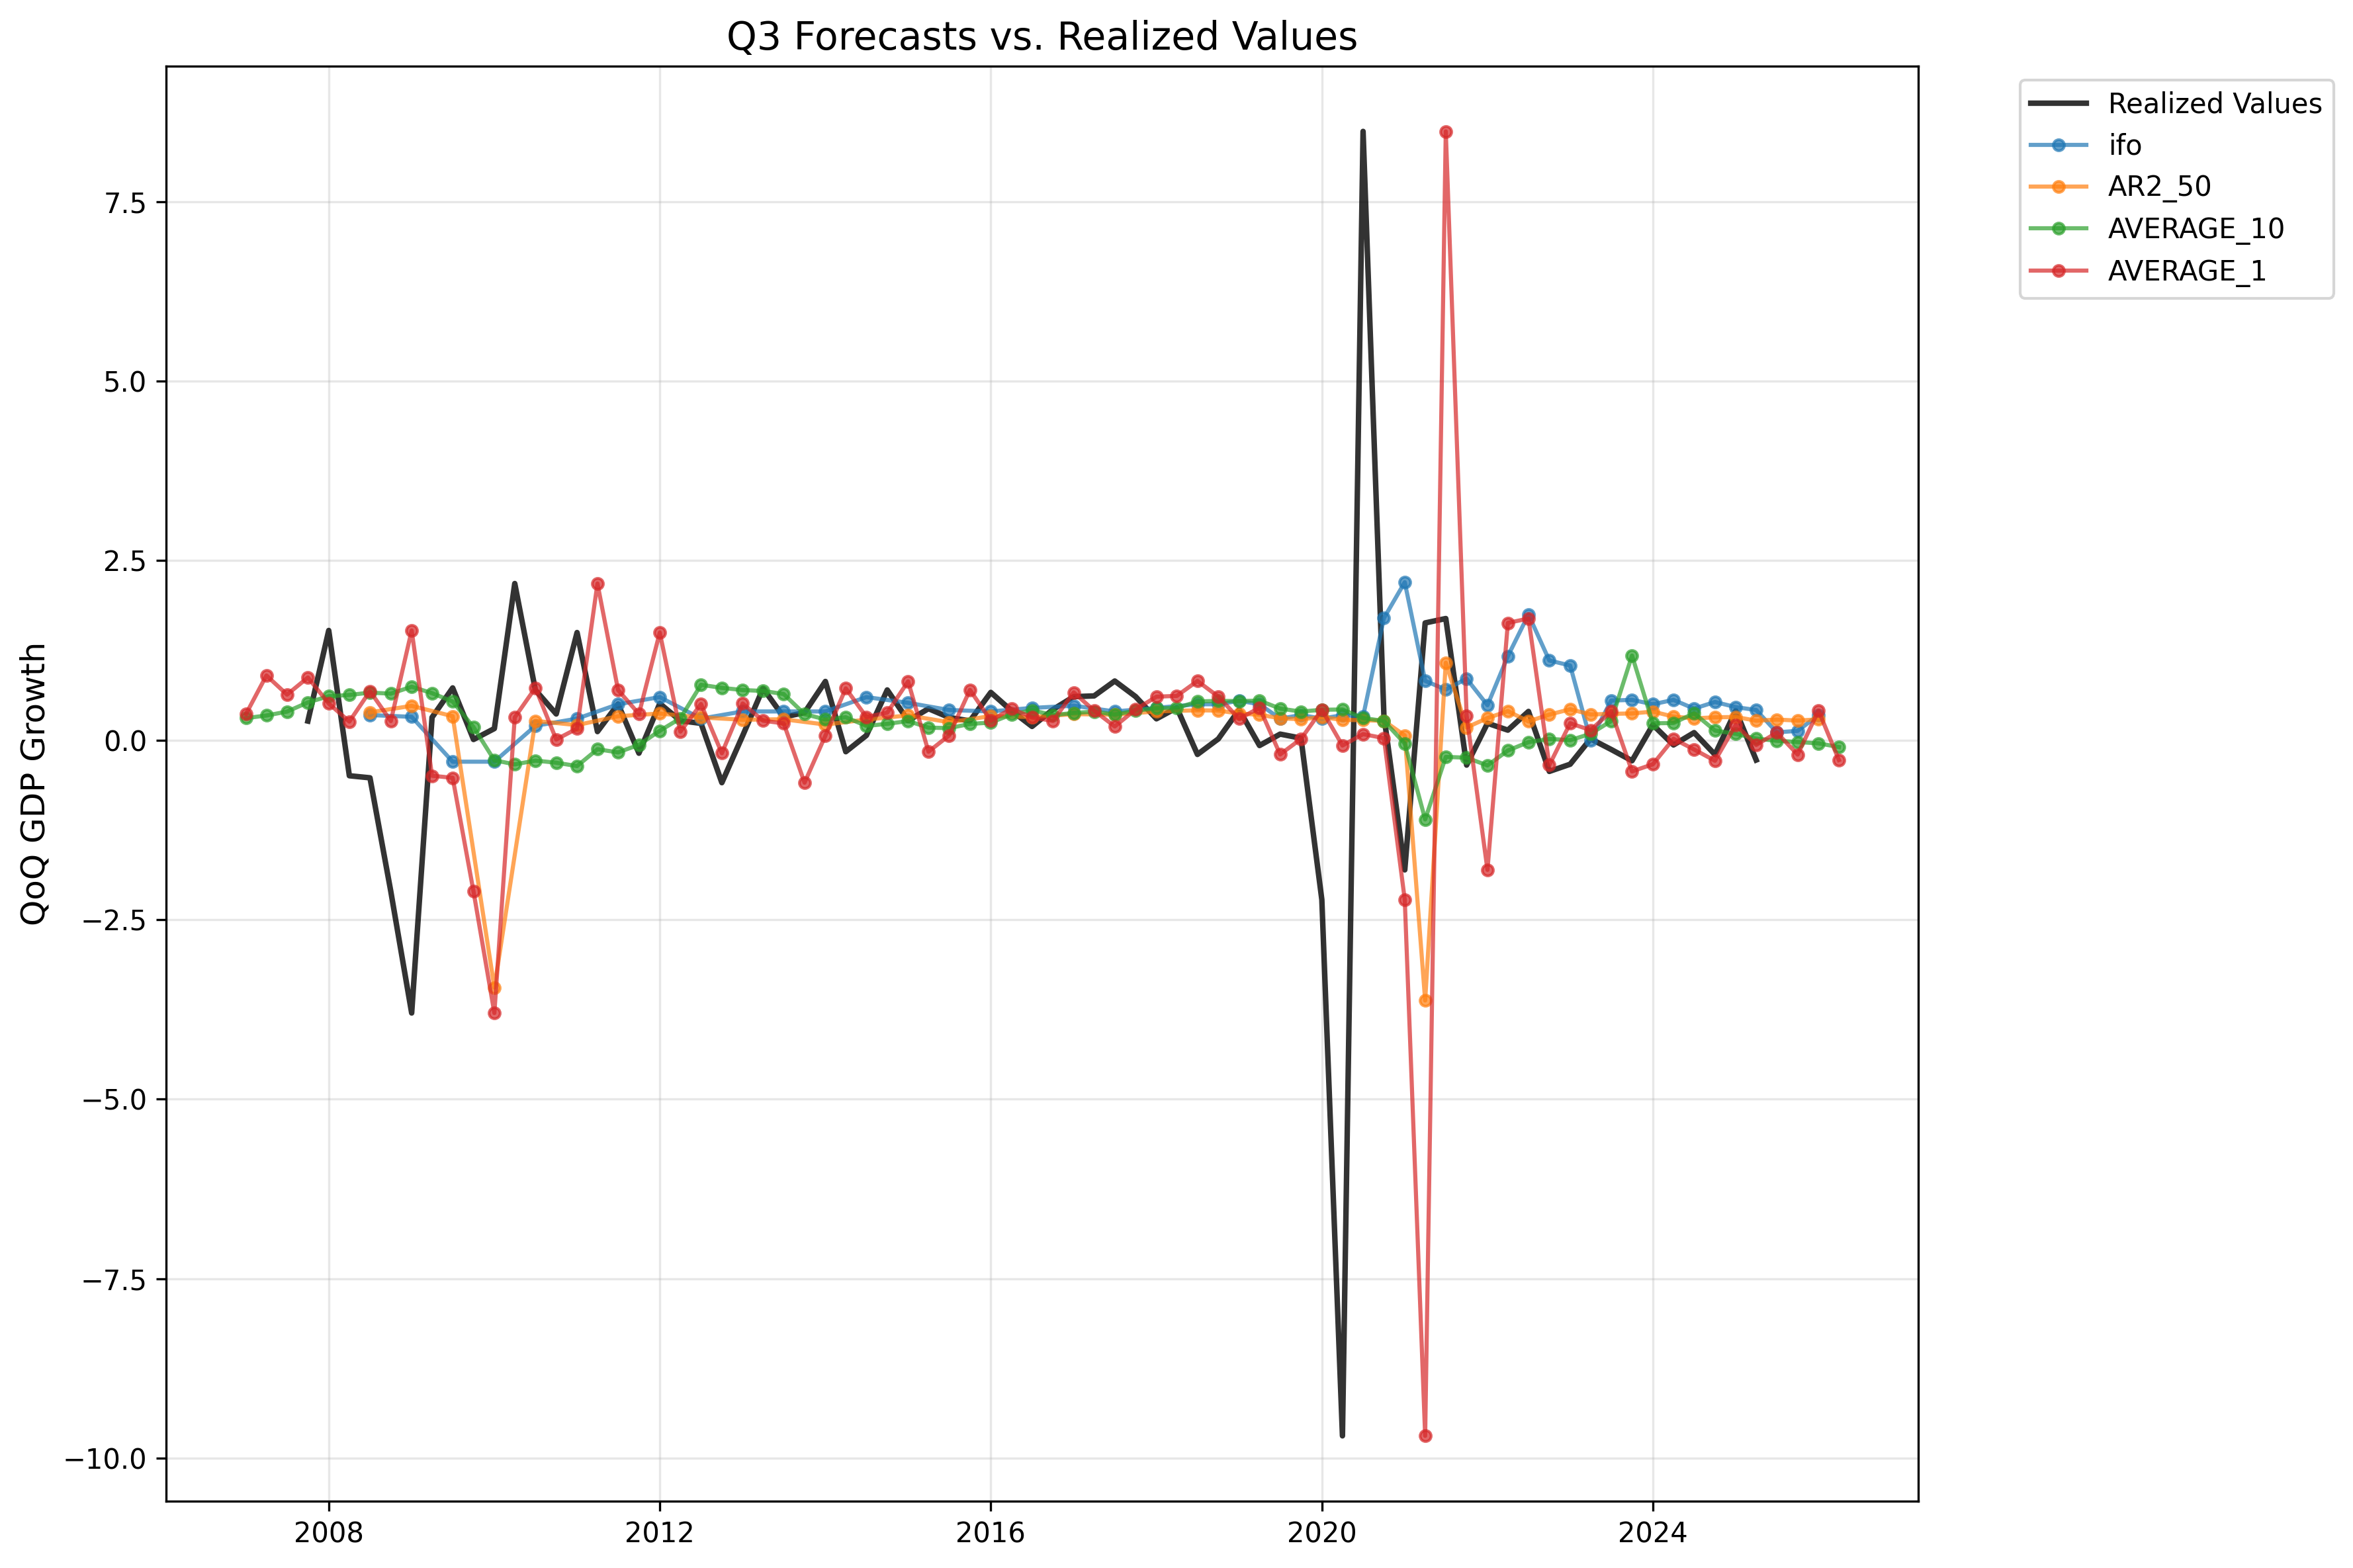 Q3 Forecasts vs. Realized Values
QoQ GDP Growth
7.5
5.0
2.5
0.0
−2.5
−5.0
−7.5
−10.0
2008
2012
2016
2020
2024
Realized Values
ifo
AR2_50
AVERAGE_10
AVERAGE_1